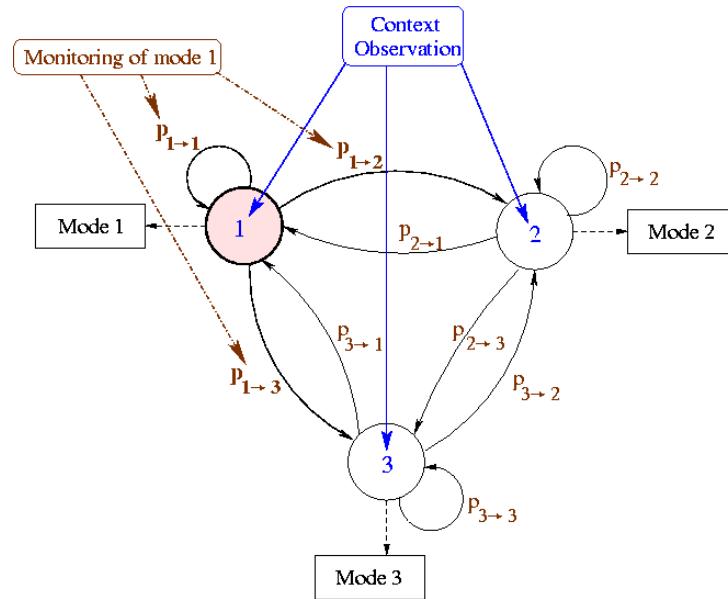 Context
Observation
Monitoring of mode 1
p1→1
p1→2
p2→2
Mode 1
1
2
Mode 2
p2→1
p3→1
p2→3
p1→3
p3→2
3
p3→3
Mode 3